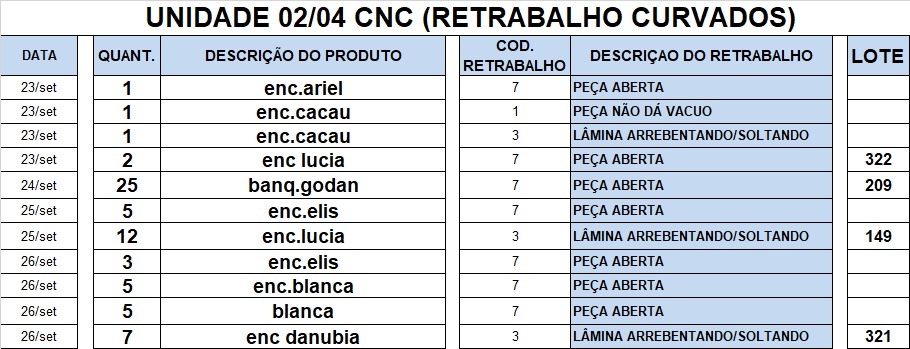 UNIDADE 02/04 CNC (RETRABALHO CURVADOS)
DATA QUANT. DESCRIÇÃO DO PRODUTO COD. RETRABALHO DESCRIÇAO DO RETRABALHO LOTE
23/set 1 enc.ariel 7 PEÇA ABERTA
23/set 1 enc.cacau 1 PEÇA NÃO DÁ VACUO
23/set 1 enc.cacau 3 LÂMINA ARREBENTANDO/SOLTANDO
23/set 2 enc lucia 7 PEÇA ABERTA 322
24/set 25 banq.godan 7 PEÇA ABERTA 209
25/set 5 enc.elis 7 PEÇA ABERTA
25/set 12 enc.lucia 3 LÂMINA ARREBENTANDO/SOLTANDO 149
26/set 3 enc.elis 7 PEÇA ABERTA
26/set 5 enc.blanca 7 PEÇA ABERTA
26/set 5 blanca 7 PEÇA ABERTA
26/set 7 enc danubia 3 LÂMINA ARREBENTANDO/SOLTANDO 321